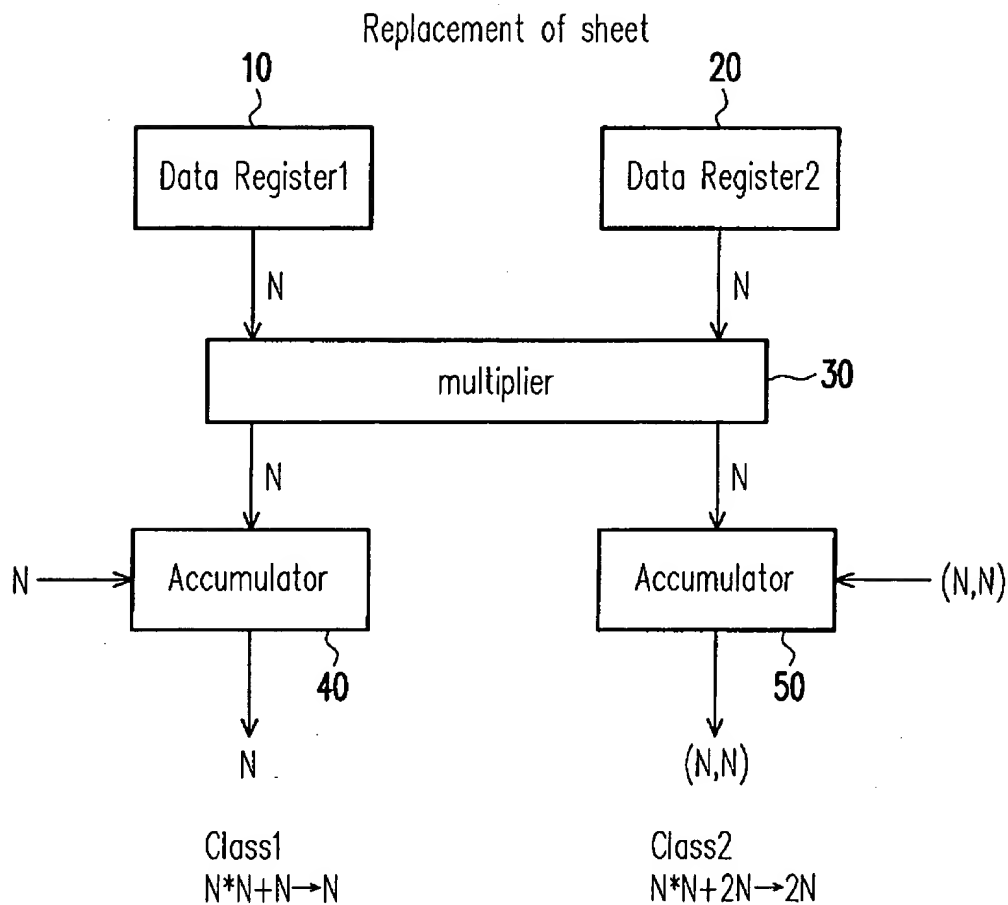 Replacement of sheet
10
20
Data Register1
Data Register2
N
N
multiplier
30
N
N
N
Accumulator
Accumulator
(N,N)
40
50
N
(N,N)
Class1
Class2
N*N+N→N
N*N+2N→2N